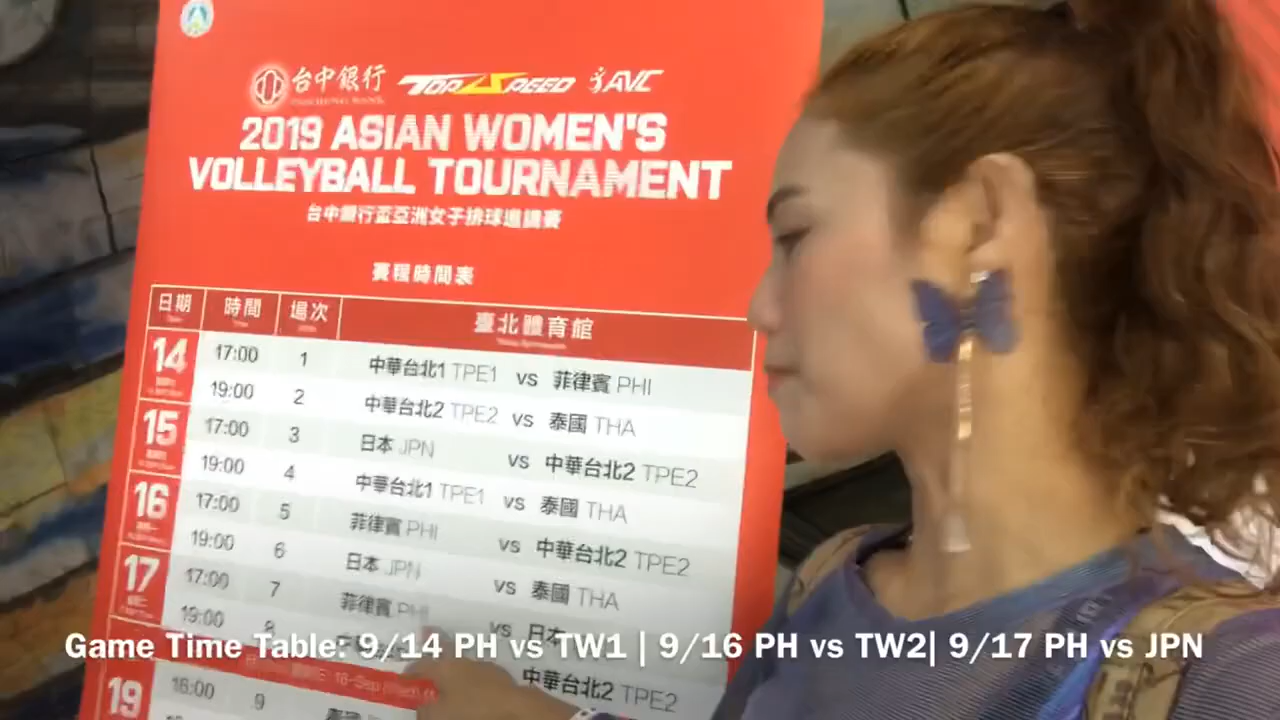 台中銀行 TOP SPEED AVC
TAICHUNG BANK
2019 ASIAN WOMEN'S
VOLLEYBALL TOURNAMENT
台中銀行盃亞洲女子排球邀請賽
賽程時間表
日期 時間 場次 臺北體育館
14 17:00 1 中華台北1 TPE1 vs 菲律賓 PHI
19:00 2 中華台北2 TPE2 vs 泰國 THA
15 17:00 3 日本 JPN vs 中華台北2 TPE2
19:00 4 中華台北1 TPE1 vs 泰國 THA
16 17:00 5 菲律賓 PHI vs 中華台北2 TPE2
19:00 6 日本 JPN vs 泰國 THA
17 17:00 7 菲律賓 PHI vs 日本
19:00 8 中華台北2 TPE2
Game Time Table: 9/14 PH vs TW1 | 9/16 PH vs TW2| 9/17 PH vs JPN
19 16:00 9